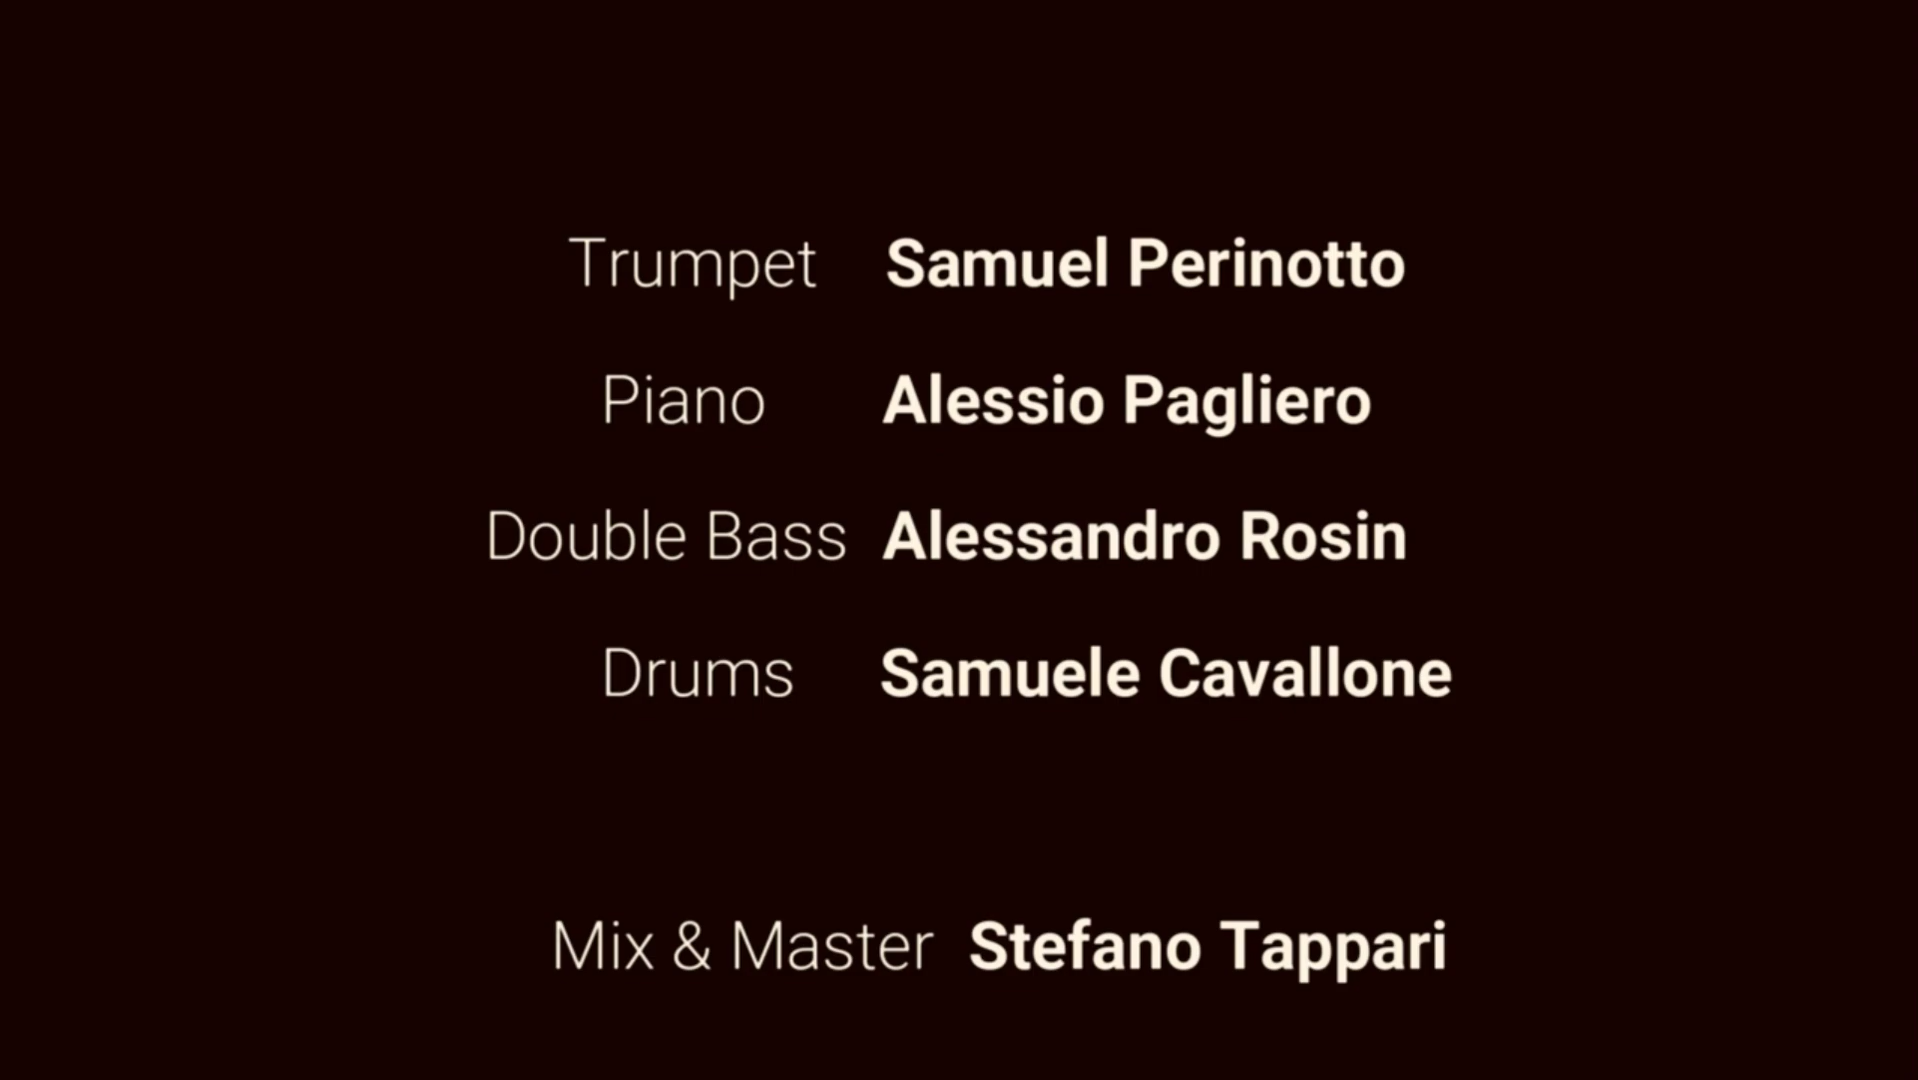 Trumpet Samuel Perinotto
Piano Alessio Pagliero
Double Bass Alessandro Rosin
Drums Samuele Cavallone
Mix & Master Stefano Tappari